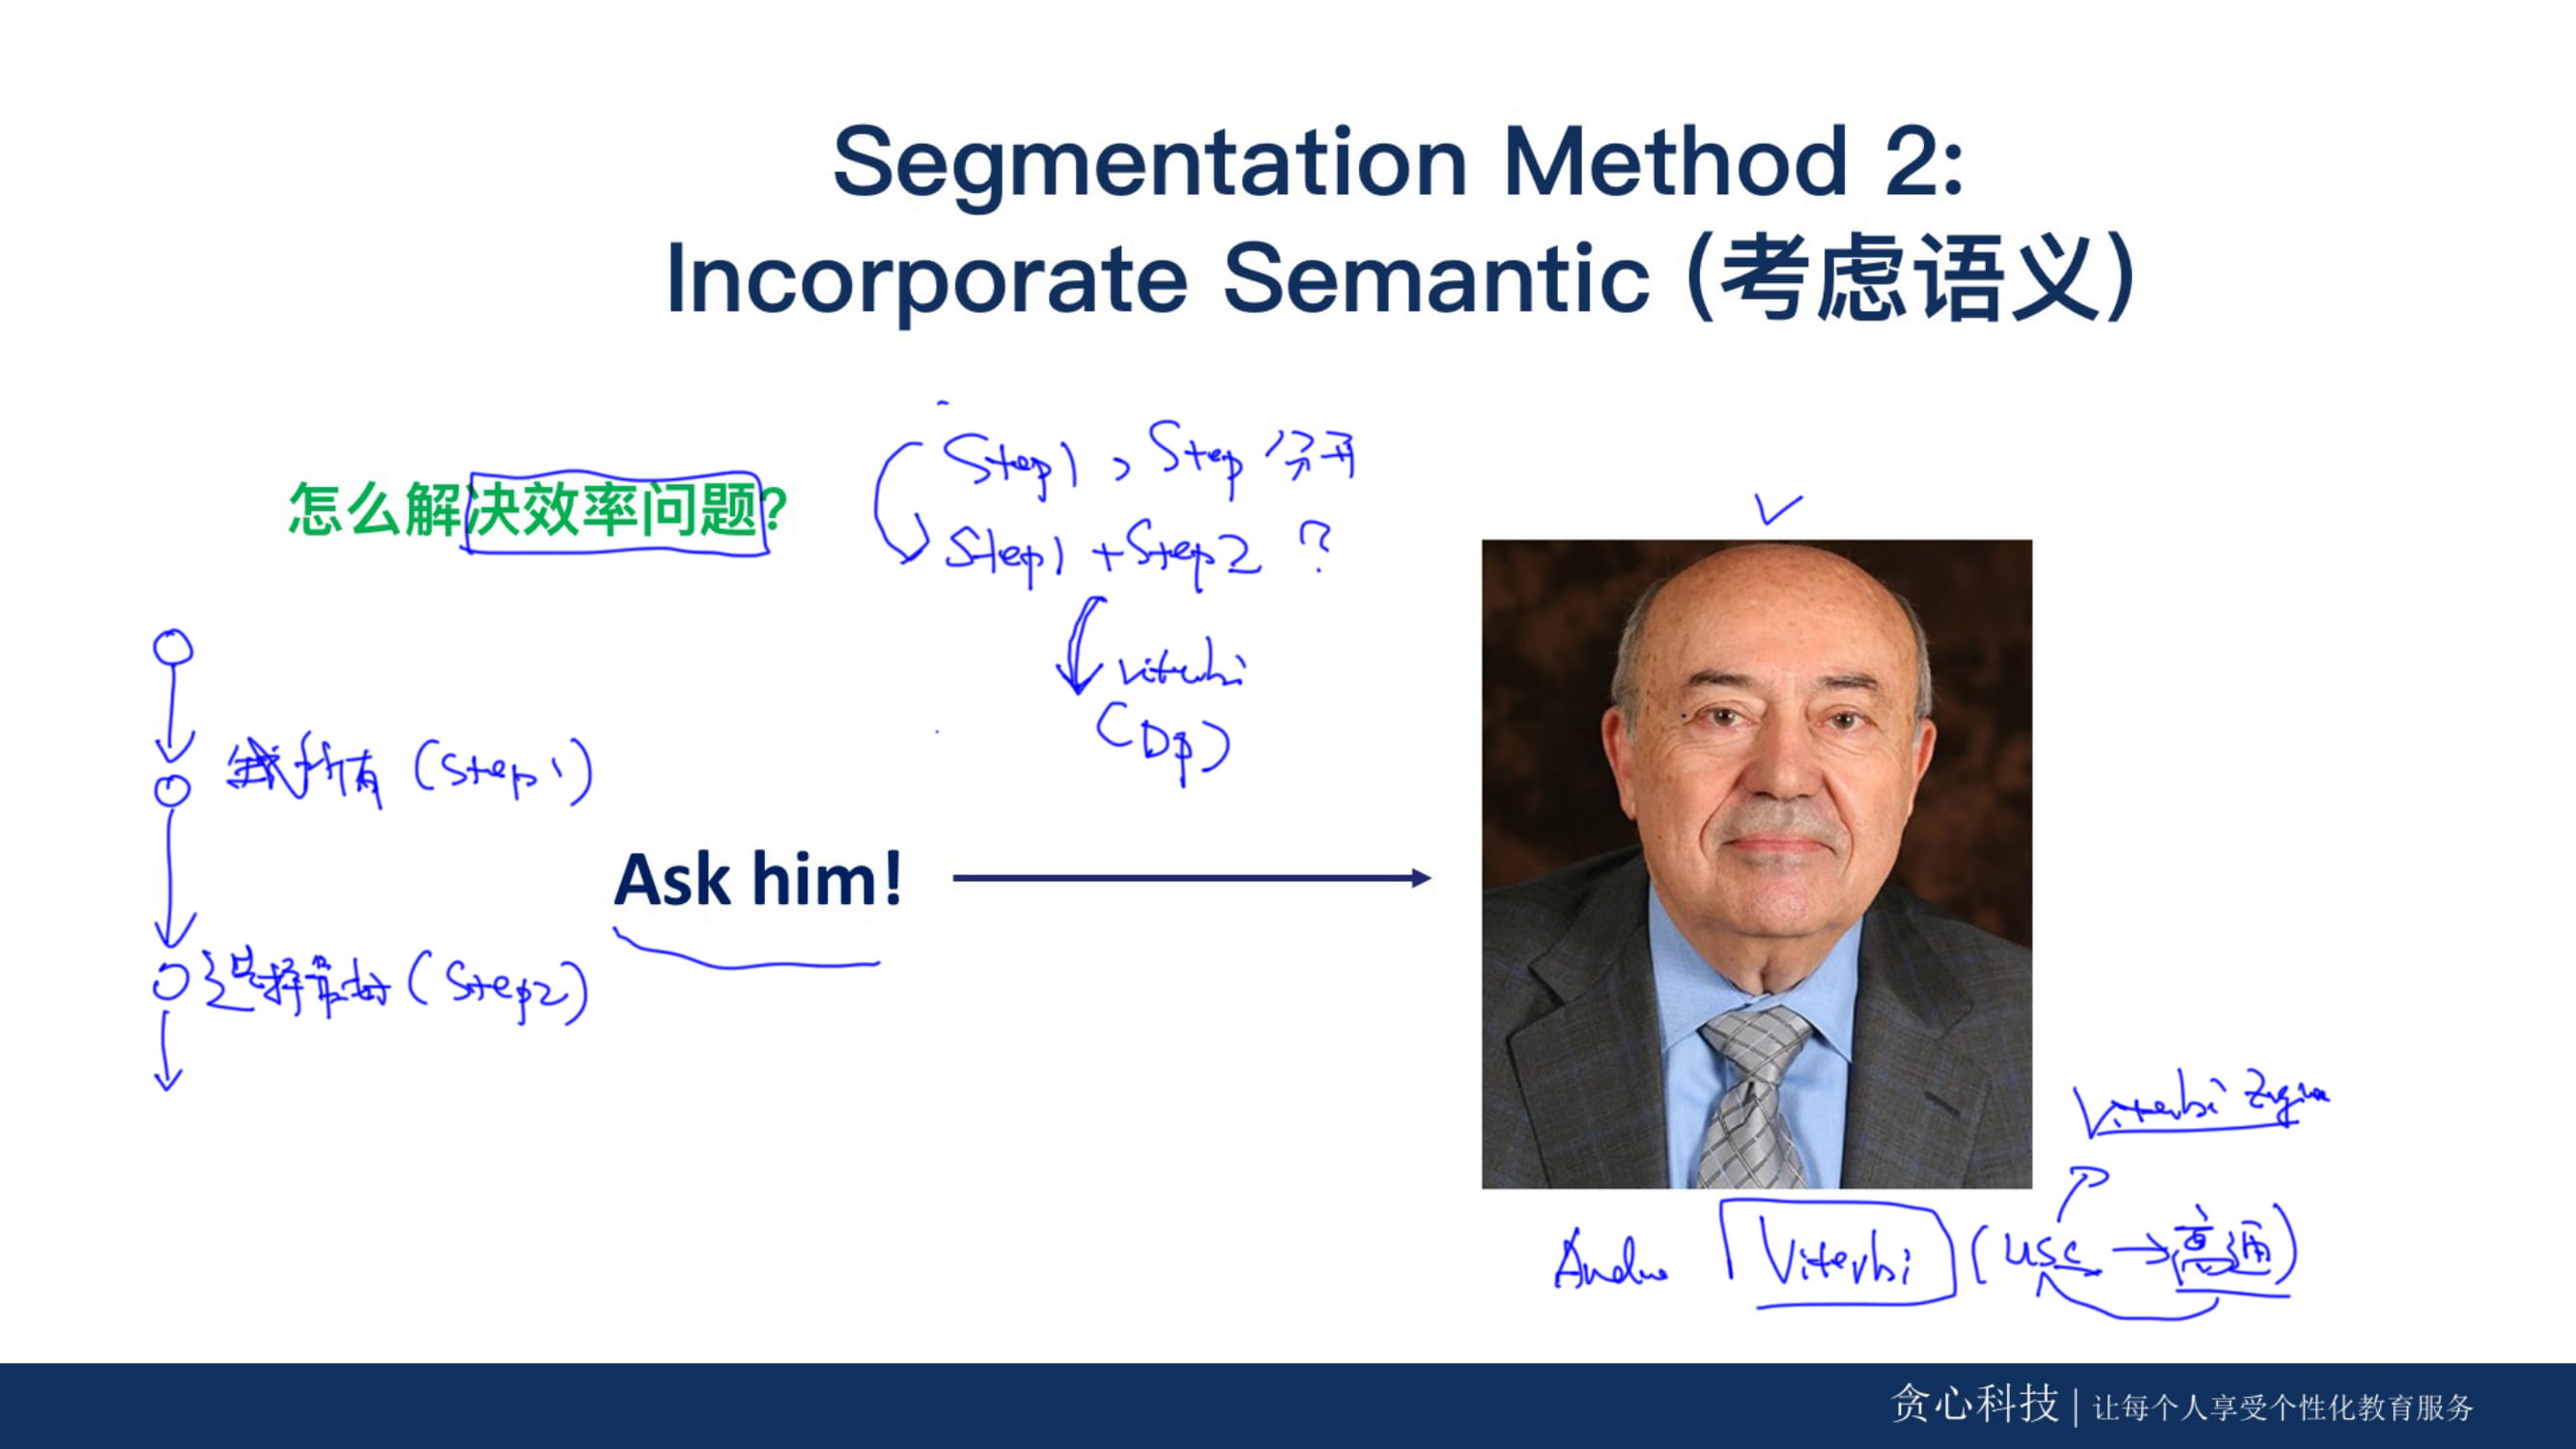 Segmentation Method 2:
Incorporate Semantic (考虑语义)
怎么解决效率问题?
Step1, Step 分开
Step1 + Step2 ?
viterbi
(DP)
所有 (Step1)
选择最好 (Step2)
Ask him!
Viterbi
Viterbi (USC → 高通)
贪心科技 | 让每个人享受个性化教育服务